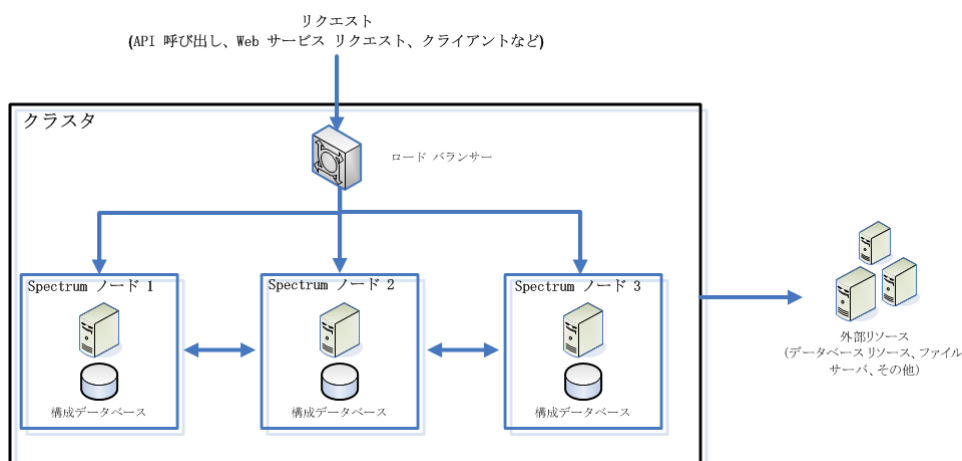 リクエスト
(API 呼び出し、Web サービス リクエスト、クライアントなど)
クラスタ
ロード バランサー
Spectrum ノード 1
Spectrum ノード 2
Spectrum ノード 3
構成データベース
構成データベース
構成データベース
外部リソース
(データベース リソース、ファイル
サーバ、その他)